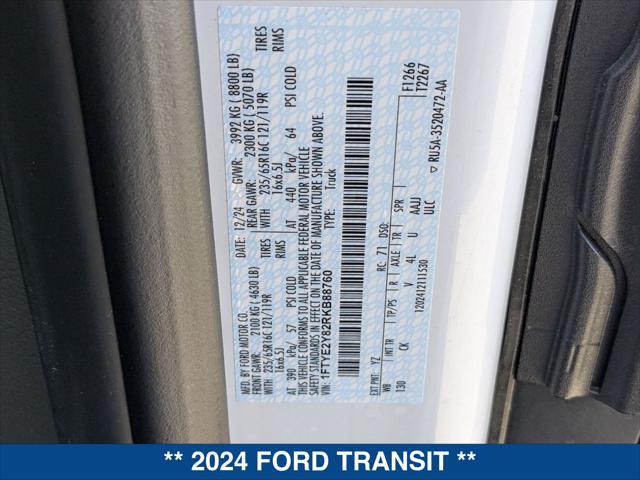 MFD. BY FORD MOTOR CO.
DATE: 12/24 GVWR: 3992 KG ( 8800 LB)
FRONT GAWR: 2100 KG ( 4630 LB) REAR GAWR: 2300 KG ( 5070 LB)
WITH 235/65R16C 121/119R TIRES WITH 235/65R16C 121/119R TIRES
16x6.5J RIMS 16x6.5J RIMS
AT 390 kPa/ 57 PSI COLD AT 440 kPa/ 64 PSI COLD
THIS VEHICLE CONFORMS TO ALL APPLICABLE FEDERAL MOTOR VEHICLE
SAFETY STANDARDS IN EFFECT ON THE DATE OF MANUFACTURE SHOWN ABOVE.
VIN: 1FTYE2Y82RKB88760 TYPE: Truck
F1266
T2267
EXT PNT: YZ RC: 71 DSO:
WB INTR TP/PS R AXLE TR SPR
130 CK V 4L U AAJJ
ULC
1202412111530
RU5A-3520472-AA
** 2024 FORD TRANSIT **